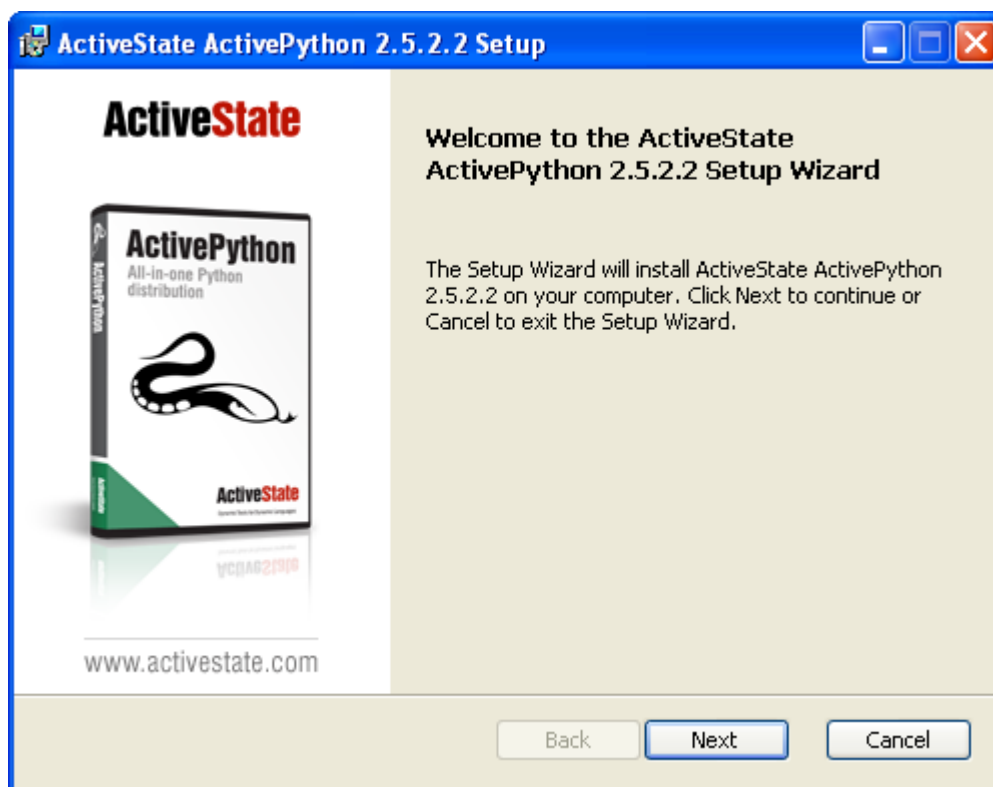 ActiveState ActivePython 2.5.2.2 Setup
ActiveState
Welcome to the ActiveState
ActivePython 2.5.2.2 Setup Wizard
The Setup Wizard will install ActiveState ActivePython
2.5.2.2 on your computer. Click Next to continue or
Cancel to exit the Setup Wizard.
ActivePython
ActivePython
All-in-one Python
distribution
ActiveState
ActiveState
www.activestate.com
Back
Next
Cancel